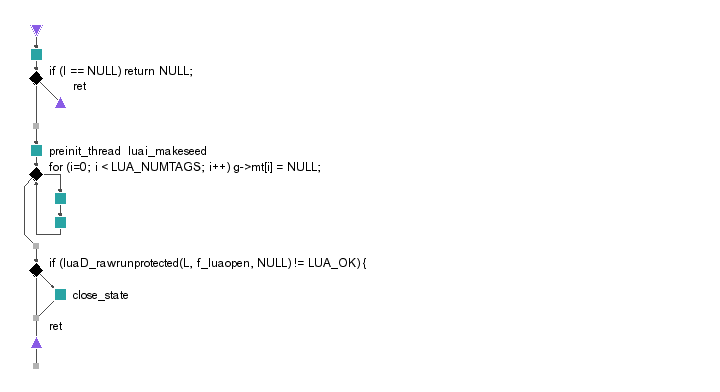 if (l == NULL) return NULL;
ret
preinit_thread luai_makeseed
for (i=0; i < LUA_NUMTAGS; i++) g->mt[i] = NULL;
if (luaD_rawrunprotected(L, f_luaopen, NULL) != LUA_OK) {
close_state
ret